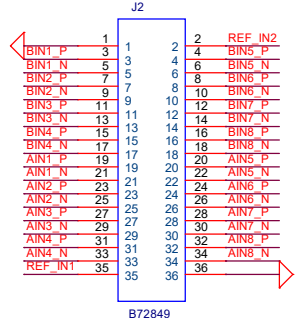 J2
1 1 2 2 REF_IN2
BIN1_P 3 3 4 4 BIN5_P
BIN1_N 5 5 6 6 BIN5_N
BIN2_P 7 7 8 8 BIN6_P
BIN2_N 9 9 10 10 BIN6_N
BIN3_P 11 11 12 12 BIN7_P
BIN3_N 13 13 14 14 BIN7_N
BIN4_P 15 15 16 16 BIN8_P
BIN4_N 17 17 18 18 BIN8_N
AIN1_P 19 19 20 20 AIN5_P
AIN1_N 21 21 22 22 AIN5_N
AIN2_P 23 23 24 24 AIN6_P
AIN2_N 25 25 26 26 AIN6_N
AIN3_P 27 27 28 28 AIN7_P
AIN3_N 29 29 30 30 AIN7_N
AIN4_P 31 31 32 32 AIN8_P
AIN4_N 33 33 34 34 AIN8_N
REF_IN1 35 35 36 36
B72849